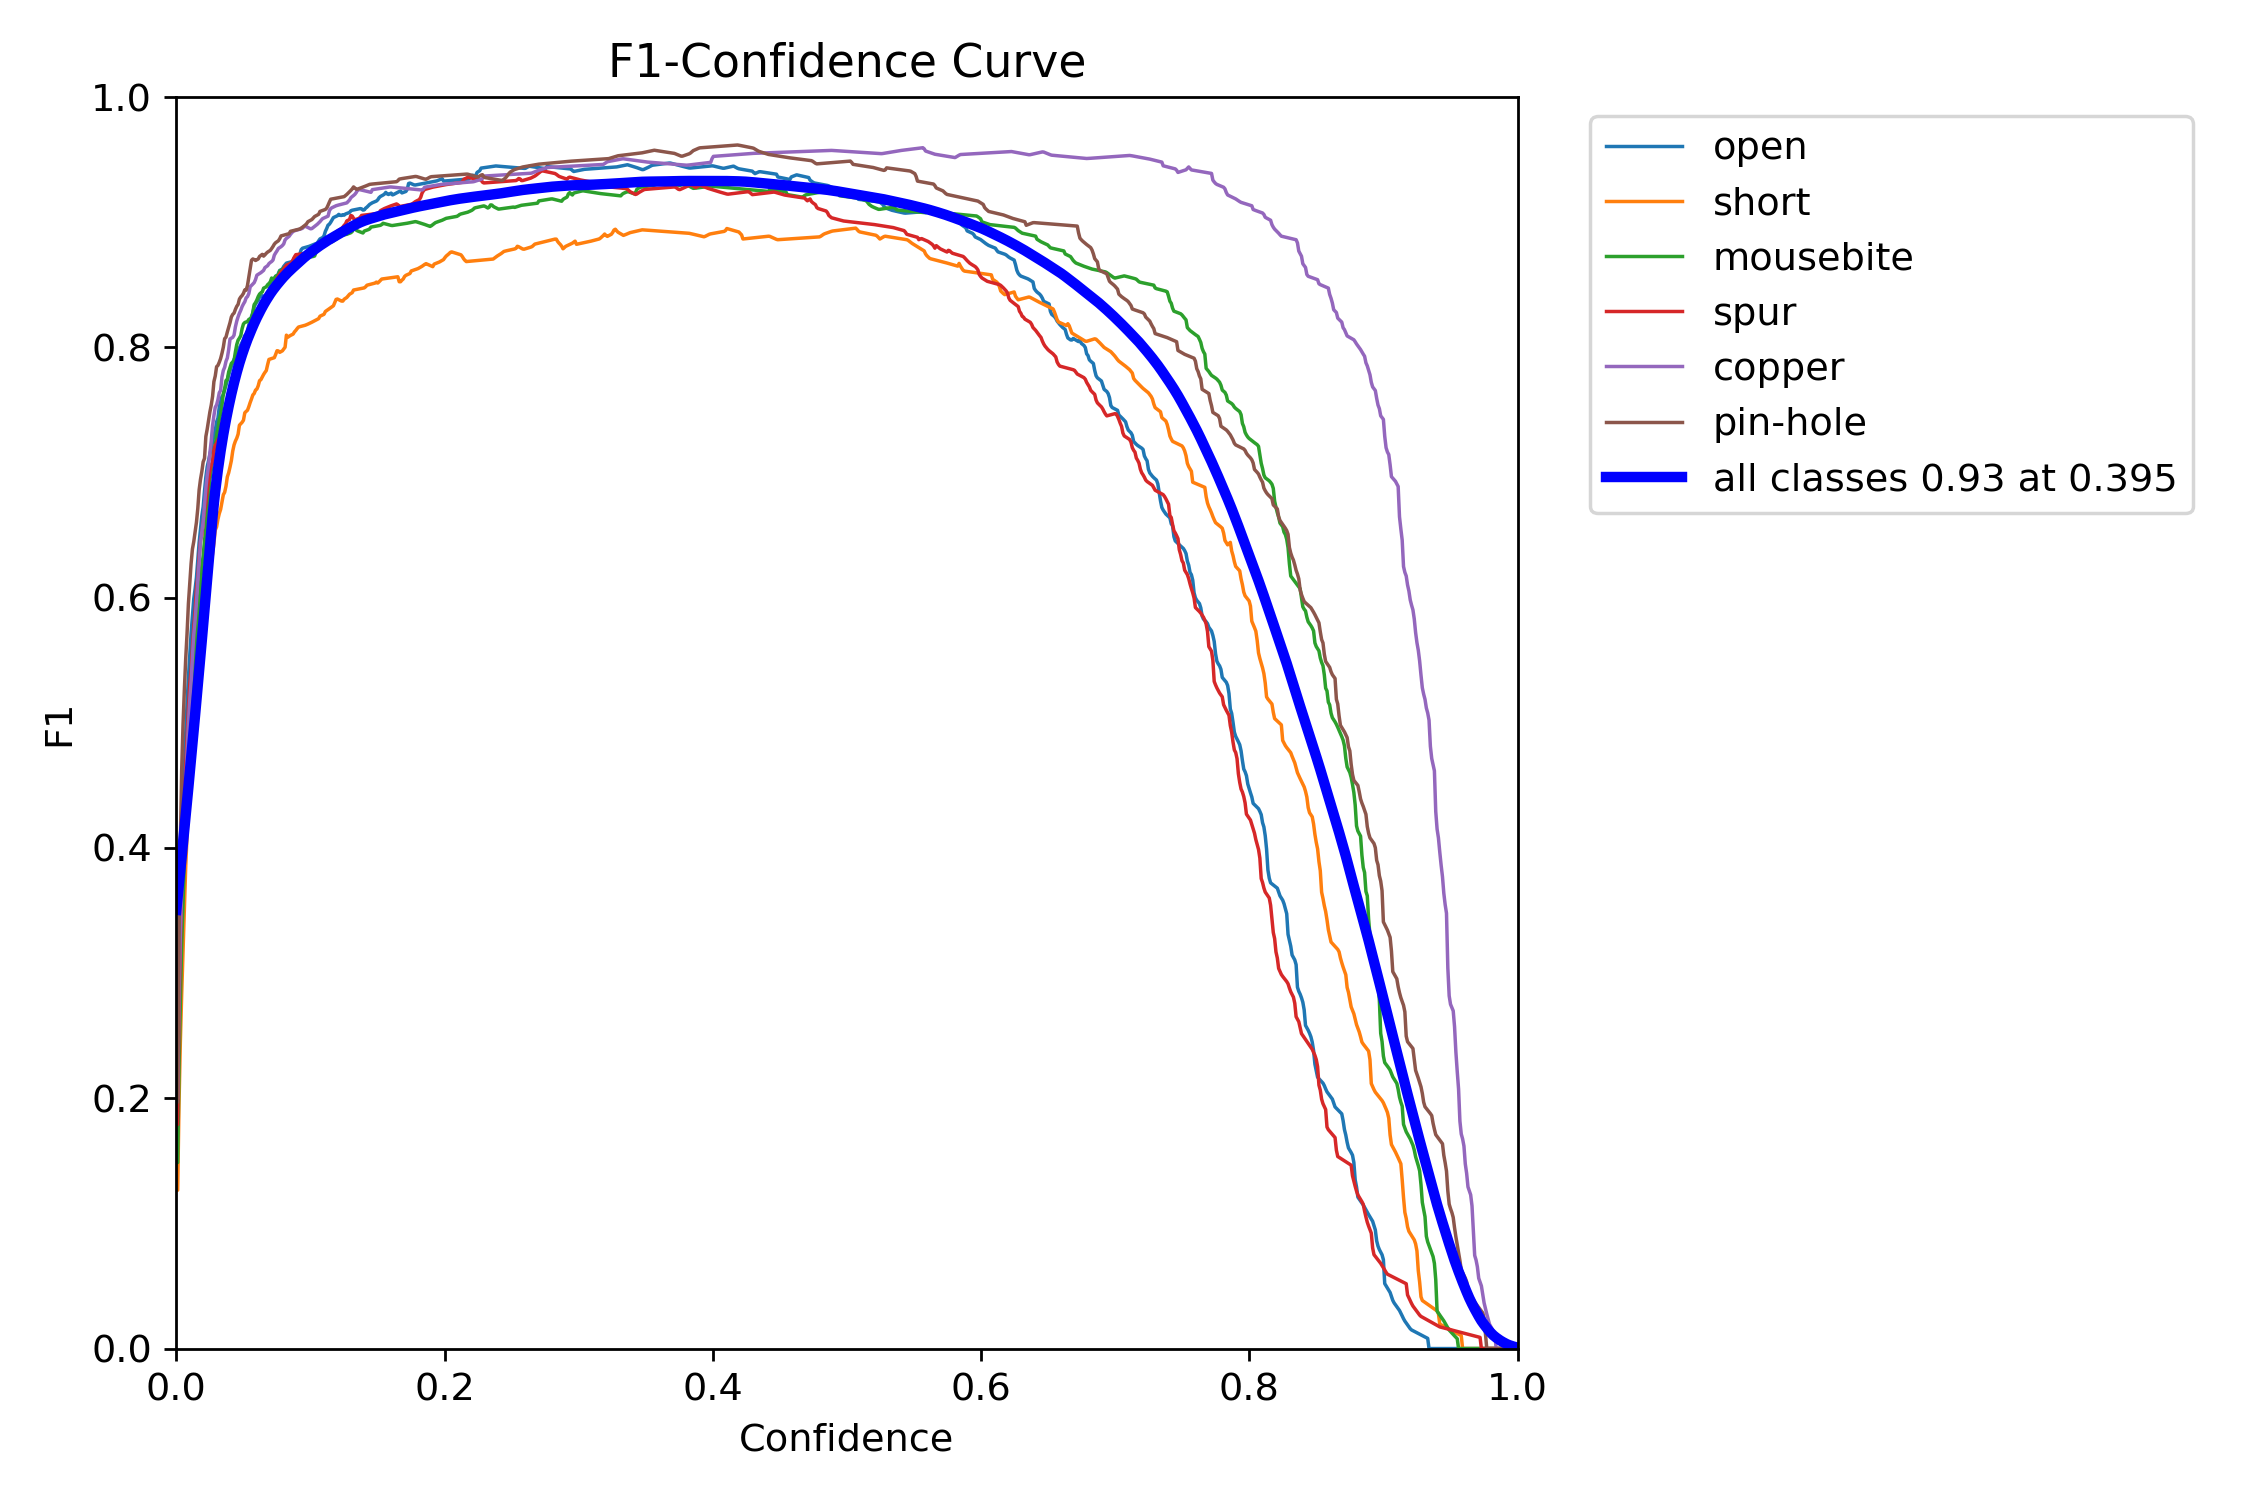 F1-Confidence Curve
1.0
0.8
0.6
0.4
0.2
0.0
F1
0.0 0.2 0.4 0.6 0.8 1.0
Confidence
open
short
mousebite
spur
copper
pin-hole
all classes 0.93 at 0.395